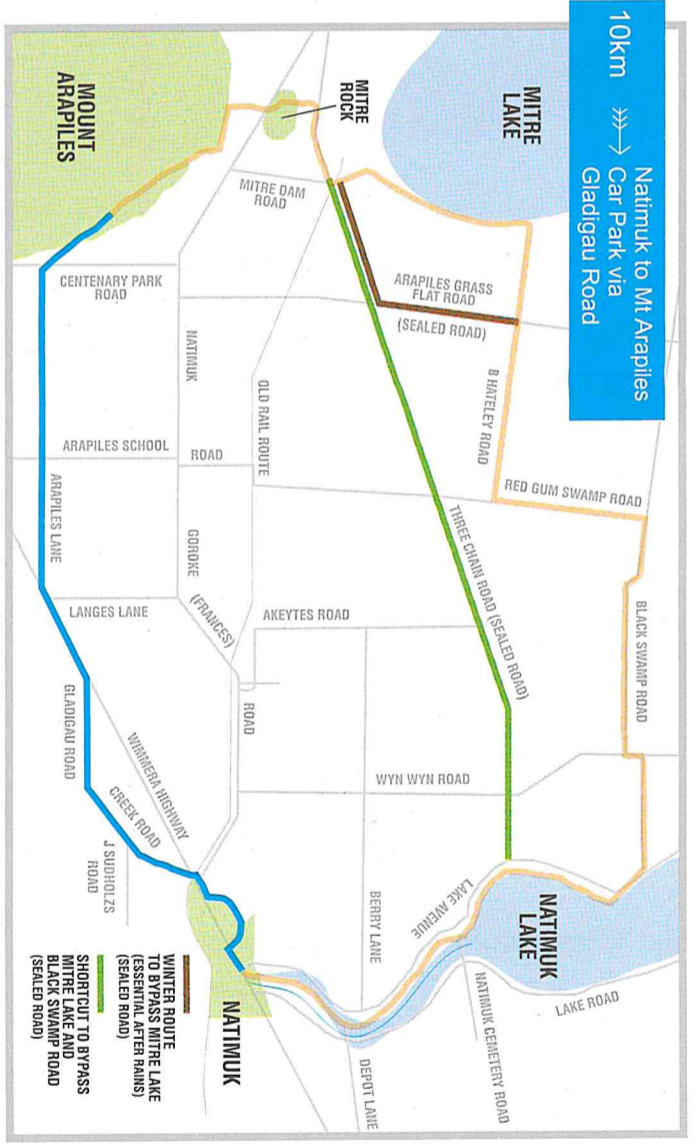 10km
Natimuk to Mt Arapiles
Car Park via
Gladigau Road
MITRE
LAKE
MITRE
ROCK
MOUNT
ARAPILES
MITRE DAM
ROAD
ARAPILES GRASS
FLAT ROAD
(SEALED ROAD)
CENTENARY PARK
ROAD
NATIMUK
OLD RAIL ROUTE
B HATELEY ROAD
RED GUM SWAMP ROAD
ARAPILES SCHOOL
ROAD
ARAPILES LANE
GOROKE
THREE CHAIN ROAD (SEALED ROAD)
BLACK SWAMP ROAD
LANGES LANE
(FRANCES)
AKEYTES ROAD
ROAD
GLADIGAU ROAD
WIMMERA HIGHWAY
WYN WYN ROAD
CREEK ROAD
J SUDHOLZS
ROAD
BERRY LANE
LAKE AVENUE
NATIMUK
LAKE
LAKE ROAD
NATIMUK CEMETERY ROAD
DEPOT LANE
NATIMUK
WINTER ROUTE
TO BYPASS MITRE LAKE
(ESSENTIAL AFTER RAINS)
(SEALED ROAD)
SHORTCUT TO BYPASS
MITRE LAKE AND
BLACK SWAMP ROAD
(SEALED ROAD)